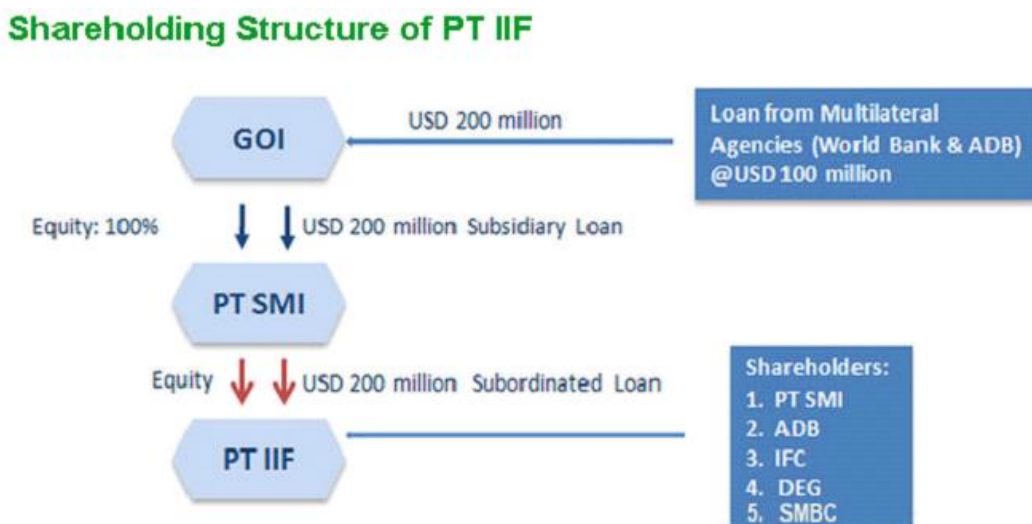 Shareholding Structure of PT IIF
GOI
USD 200 million
Loan from Multilateral
Agencies (World Bank & ADB)
@USD 100 million
Equity: 100%
USD 200 million Subsidiary Loan
PT SMI
Equity
USD 200 million Subordinated Loan
PT IIF
Shareholders:
1. PT SMI
2. ADB
3. IFC
4. DEG
5. SMBC